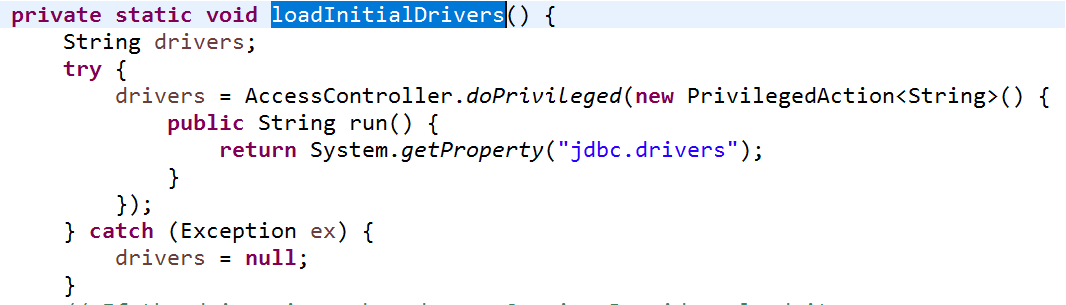 private static void loadInitialDrivers() {
    String drivers;
    try {
        drivers = AccessController.doPrivileged(new PrivilegedAction<String>() {
            public String run() {
                return System.getProperty("jdbc.drivers");
            }
        });
    } catch (Exception ex) {
        drivers = null;
    }